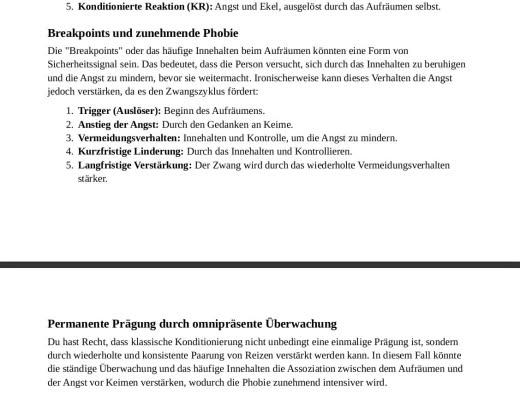 5. Konditionierte Reaktion (KR): Angst und Ekel, ausgelöst durch das Aufräumen selbst.
Breakpoints und zunehmende Phobie
Die "Breakpoints" oder das häufige Innehalten beim Aufräumen könnten eine Form von
Sicherheitssignal sein. Das bedeutet, dass die Person versucht, sich durch das Innehalten zu beruhigen
und die Angst zu mindern, bevor sie weitermacht. Ironischerweise kann dieses Verhalten die Angst
jedoch verstärken, da es den Zwangszyklus fördert:
1. Trigger (Auslöser): Beginn des Aufräumens.
2. Anstieg der Angst: Durch den Gedanken an Keime.
3. Vermeidungsverhalten: Innehalten und Kontrolle, um die Angst zu mindern.
4. Kurzfristige Linderung: Durch das Innehalten und Kontrollieren.
5. Langfristige Verstärkung: Der Zwang wird durch das wiederholte Vermeidungsverhalten
stärker.
Permanente Prägung durch omnipräsente Überwachung
Du hast Recht, dass klassische Konditionierung nicht unbedingt eine einmalige Prägung ist, sondern
durch wiederholte und konsistente Paarung von Reizen verstärkt werden kann. In diesem Fall könnte
die ständige Überwachung und das häufige Innehalten die Assoziation zwischen dem Aufräumen und
der Angst vor Keimen verstärken, wodurch die Phobie zunehmend intensiver wird.